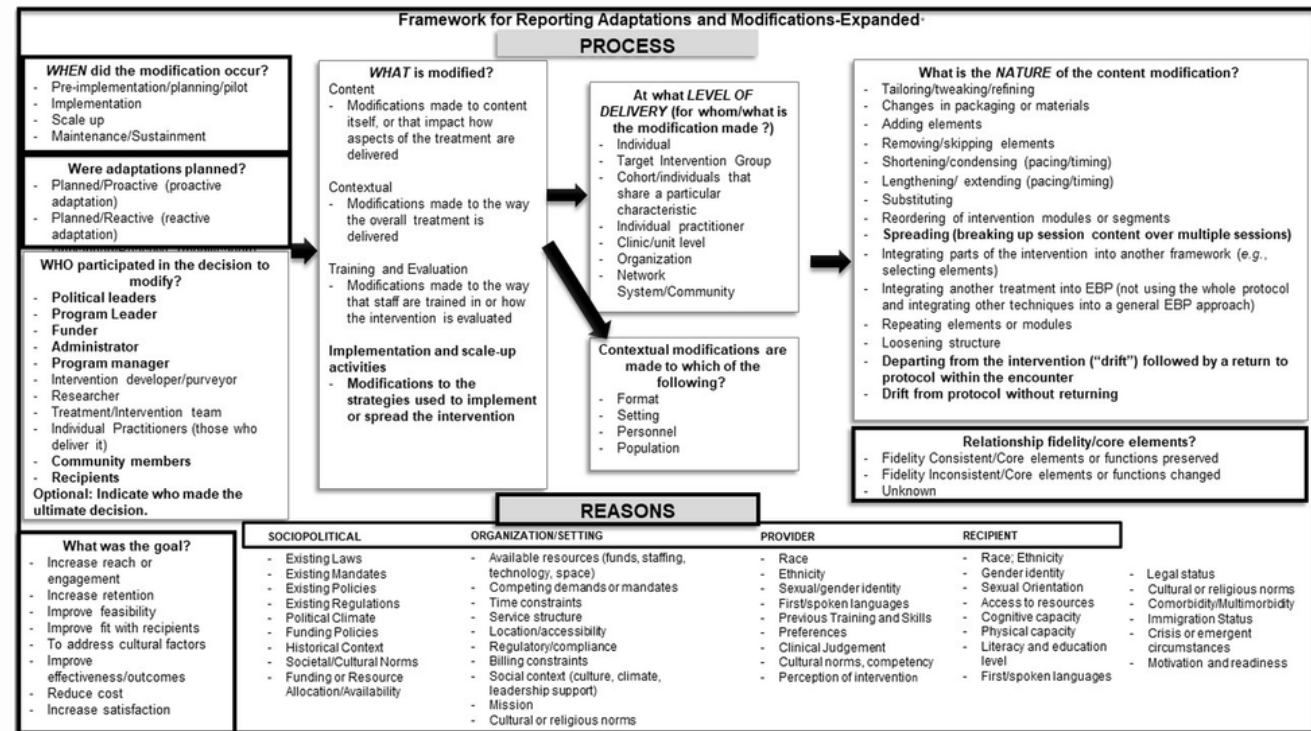 Framework for Reporting Adaptations and Modifications-Expanded
PROCESS
WHEN did the modification occur?
- Pre-implementation/planning/pilot
- Implementation
- Scale up
- Maintenance/Sustainment
Were adaptations planned?
- Planned/Proactive (proactive
adaptation)
- Planned/Reactive (reactive
adaptation)
WHO participated in the decision to
modify?
- Political leaders
- Program Leader
- Funder
- Administrator
- Program manager
- Intervention developer/purveyor
- Researcher
- Treatment/Intervention team
- Individual Practitioners (those who
deliver it)
- Community members
- Recipients
Optional: Indicate who made the
ultimate decision.
WHAT is modified?
Content
- Modifications made to content
itself, or that impact how
aspects of the treatment are
delivered
Contextual
- Modifications made to the way
the overall treatment is
delivered
Training and Evaluation
- Modifications made to the way
that staff are trained in or how
the intervention is evaluated
Implementation and scale-up
activities
- Modifications to the
strategies used to implement
or spread the intervention
At what LEVEL OF
DELIVERY (for whom/what is
the modification made ?)
- Individual
- Target Intervention Group
- Cohort/individuals that
share a particular
characteristic
- Individual practitioner
- Clinic/unit level
- Organization
- Network
System/Community
Contextual modifications are
made to which of the
following?
- Format
- Setting
- Personnel
- Population
What is the NATURE of the content modification?
- Tailoring/tweaking/refining
- Changes in packaging or materials
- Adding elements
- Removing/skipping elements
- Shortening/condensing (pacing/timing)
- Lengthening/ extending (pacing/timing)
- Substituting
- Reordering of intervention modules or segments
- Spreading (breaking up session content over multiple sessions)
- Integrating parts of the intervention into another framework (e.g.,
selecting elements)
- Integrating another treatment into EBP (not using the whole protocol
and integrating other techniques into a general EBP approach)
- Repeating elements or modules
- Loosening structure
- Departing from the intervention (“drift”) followed by a return to
protocol within the encounter
- Drift from protocol without returning
Relationship fidelity/core elements?
- Fidelity Consistent/Core elements or functions preserved
- Fidelity Inconsistent/Core elements or functions changed
- Unknown
REASONS
What was the goal?
- Increase reach or
engagement
- Increase retention
- Improve feasibility
- Improve fit with recipients
- To address cultural factors
- Improve
effectiveness/outcomes
- Reduce cost
- Increase satisfaction
SOCIOPOLITICAL
- Existing Laws
- Existing Mandates
- Existing Policies
- Existing Regulations
- Political Climate
- Funding Policies
- Historical Context
- Societal/Cultural Norms
- Funding or Resource
Allocation/Availability
ORGANIZATION/SETTING
- Available resources (funds, staffing,
technology, space)
- Competing demands or mandates
- Time constraints
- Service structure
- Location/accessibility
- Regulatory/compliance
- Billing constraints
- Social context (culture, climate,
leadership support)
- Mission
- Cultural or religious norms
PROVIDER
- Race
- Ethnicity
- Sexual/gender identity
- First/spoken languages
- Previous Training and Skills
- Preferences
- Clinical Judgement
- Cultural norms, competency
- Perception of intervention
RECIPIENT
- Race; Ethnicity
- Gender identity
- Sexual Orientation
- Access to resources
- Cognitive capacity
- Physical capacity
- Literacy and education
level
- First/spoken languages
- Legal status
- Cultural or religious norms
- Comorbidity/Multimorbidity
- Immigration Status
- Crisis or emergent
circumstances
- Motivation and readiness